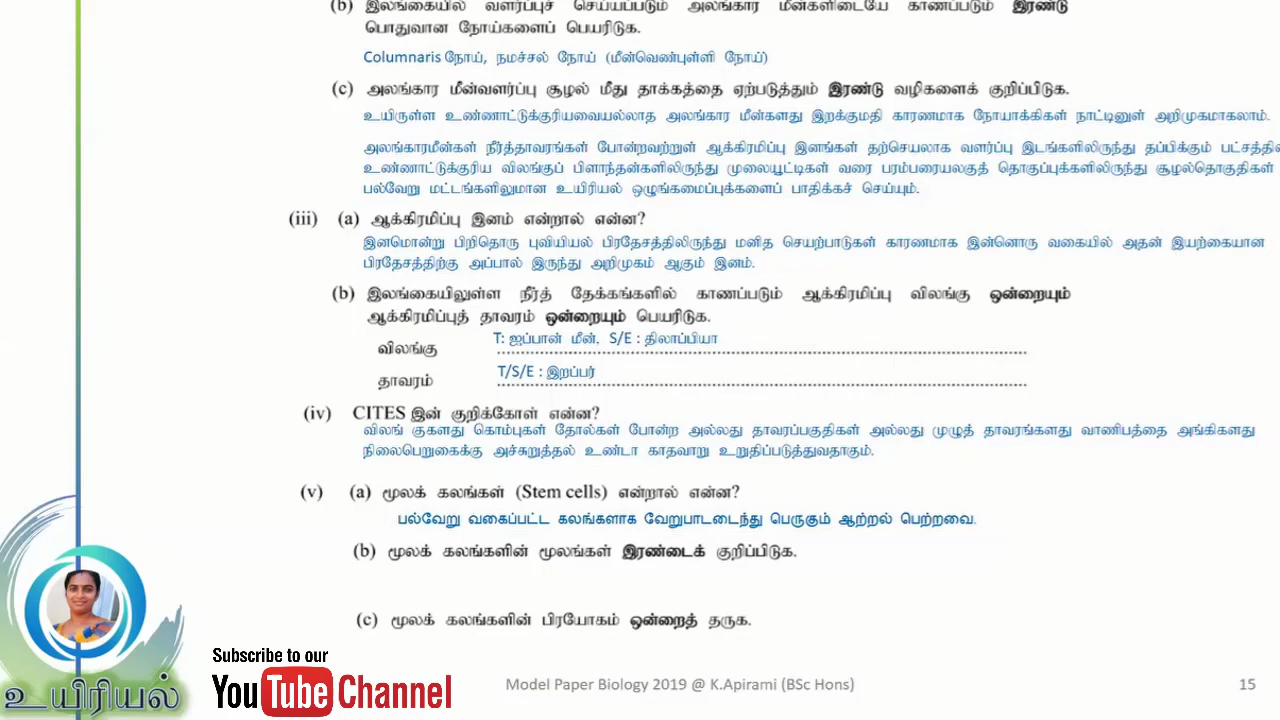 (b) இலங்கையில் வளர்ப்புச் செய்யப்படும் அலங்கார மீன்களிடையே காணப்படும் இரண்டு
பொதுவான நோய்களைப் பெயரிடுக.
Columnaris நோய், நமச்சல் நோய் (மீன்வெண்புள்ளி நோய்)
(c) அலங்கார மீன்வளர்ப்பு சூழல் மீது தாக்கத்தை ஏற்படுத்தும் இரண்டு வழிகளைக் குறிப்பிடுக.
உயிருள்ள உண்ணாட்டுக்குரியவையல்லாத அலங்கார மீன்களது இறக்குமதி காரணமாக நோயாக்கிகள் நாட்டினுள் அறிமுகமாகலாம்.
அலங்காரமீன்கள் நீர்த்தாவரங்கள் போன்றவற்றுள் ஆக்கிரமிப்பு இனங்கள் தற்செயலாக வளர்ப்பு இடங்களிலிருந்து தப்பிக்கும்
உண்ணாட்டுக்குரிய விலங்குப் பிளாந்தன்களிலிருந்து முலையூட்டிகள் வரை பரம்பரையலகுத் தொகுப்புக்களிலிருந்து சூழல்தொகுதிகள்
பல்வேறு மட்டங்களிலுமான உயிரியல் ஒழுங்கமைப்புக்களைப் பாதிக்கச் செய்யும்.
(iii) (a) ஆக்கிரமிப்பு இனம் என்றால் என்ன?
இனமொன்று பிறிதொரு புவியியல் பிரதேசத்திலிருந்து மனித செயற்பாடுகள் காரணமாக இன்னொரு வகையில் அதன் இயற்கையான
பிரதேசத்திற்கு அப்பால் இருந்து அறிமுகம் ஆகும் இனம்.
(b) இலங்கையிலுள்ள நீர்த் தேக்கங்களில் காணப்படும் ஆக்கிரமிப்பு விலங்கு ஒன்றையும்
ஆக்கிரமிப்புத் தாவரம் ஒன்றையும் பெயரிடுக.
விலங்கு T: ஜப்பான் மீன், S/E : திலாப்பியா
தாவரம் T/S/E : இறப்பர்
(iv) CITES இன் குறிக்கோள் என்ன?
விலங் குகளது கொம்புகள் தோல்கள் போன்ற அல்லது தாவரப்பகுதிகள் அல்லது முழுத் தாவரங்களது வாணிபத்தை அங்கிகளது
நிலைபெறுகைக்கு அச்சுறுத்தல் உண்டா காதவாறு உறுதிப்படுத்துவதாகும்.
(v) (a) மூலக் கலங்கள் (Stem cells) என்றால் என்ன?
பல்வேறு வகைப்பட்ட கலங்களாக வேறுபாடடைந்து பெருகும் ஆற்றல் பெற்றவை.
(b) மூலக் கலங்களின் மூலங்கள் இரண்டைக் குறிப்பிடுக.
(c) மூலக் கலங்களின் பிரயோகம் ஒன்றைத் தருக.
Subscribe to our
YouTube Channel
உயிரியல்
Model Paper Biology 2019 @ K.Apirami (BSc Hons)
15